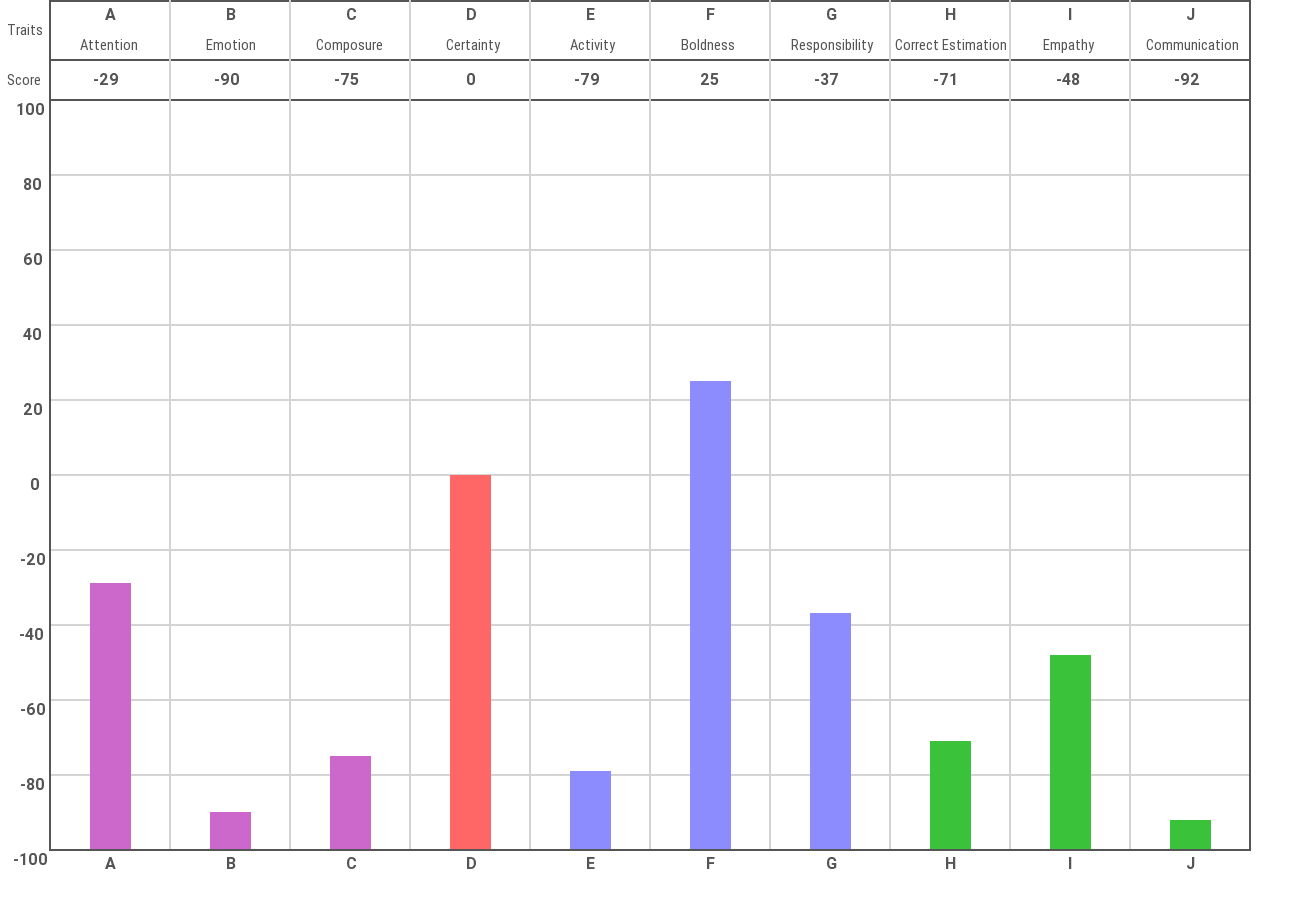 Traits A B C D E F G H I J
Attention Emotion Composure Certainty Activity Boldness Responsibility Correct Estimation Empathy Communication
Score -29 -90 -75 0 -79 25 -37 -71 -48 -92
100
80
60
40
20
0
-20
-40
-60
-80
-100
A B C D E F G H I J